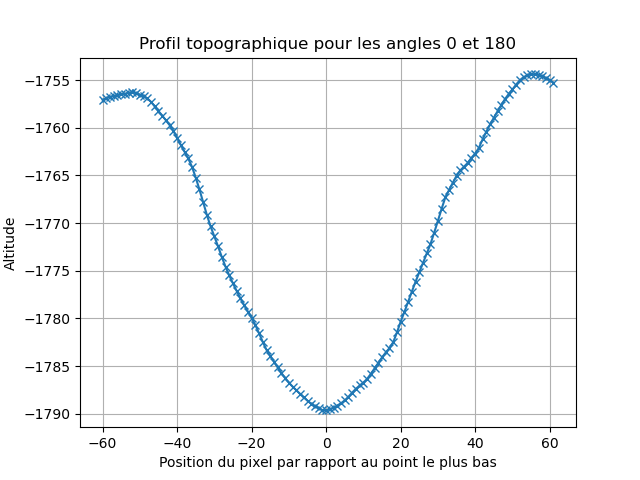 Profil topographique pour les angles 0 et 180
−1755
−1760
−1765
−1770
−1775
−1780
−1785
−1790
Altitude
−60 −40 −20 0 20 40 60
Position du pixel par rapport au point le plus bas